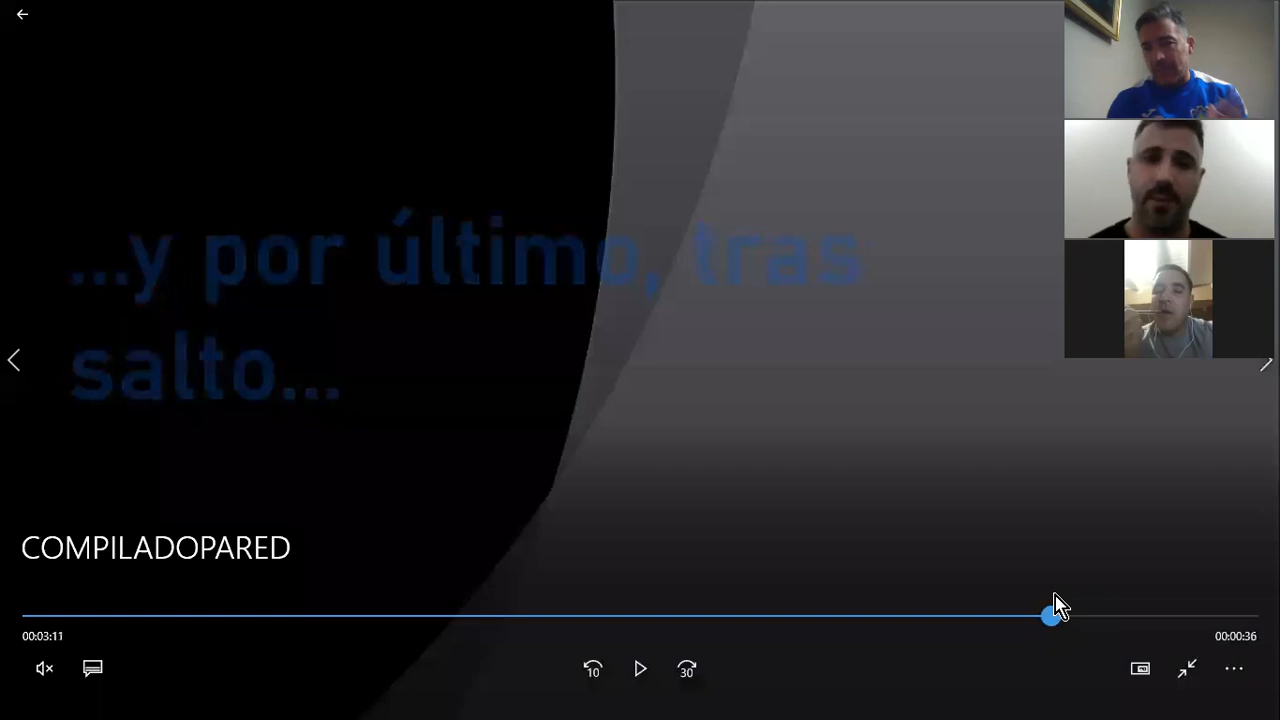 ...y por último, tras
salto...
COMPILADOPARED
00:03:11
00:00:36
10
30